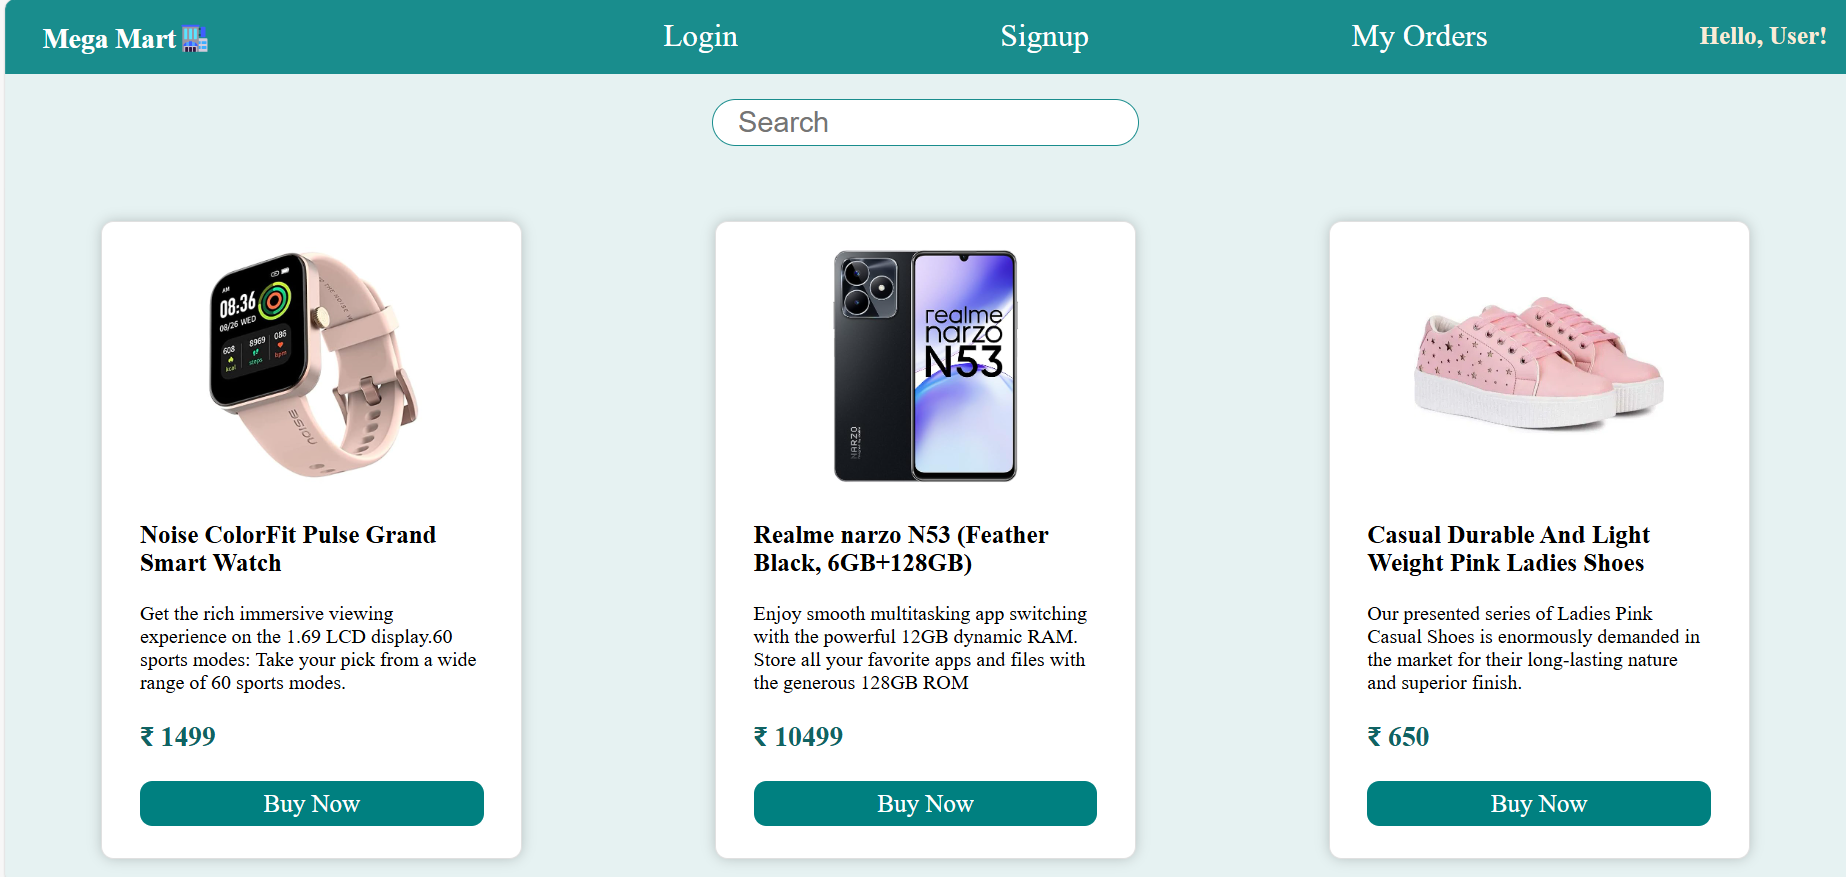 Mega Mart
Login
Signup
My Orders
Hello, User!
Search
AM
08:36
08/26 WED
608
kcal
8969
steps
086
bpm
noise
realme
narzo
N53
NARZO
Noise ColorFit Pulse Grand
Smart Watch
Get the rich immersive viewing
experience on the 1.69 LCD display.60
sports modes: Take your pick from a wide
range of 60 sports modes.
₹ 1499
Buy Now
Realme narzo N53 (Feather
Black, 6GB+128GB)
Enjoy smooth multitasking app switching
with the powerful 12GB dynamic RAM.
Store all your favorite apps and files with
the generous 128GB ROM
₹ 10499
Buy Now
Casual Durable And Light
Weight Pink Ladies Shoes
Our presented series of Ladies Pink
Casual Shoes is enormously demanded in
the market for their long-lasting nature
and superior finish.
₹ 650
Buy Now